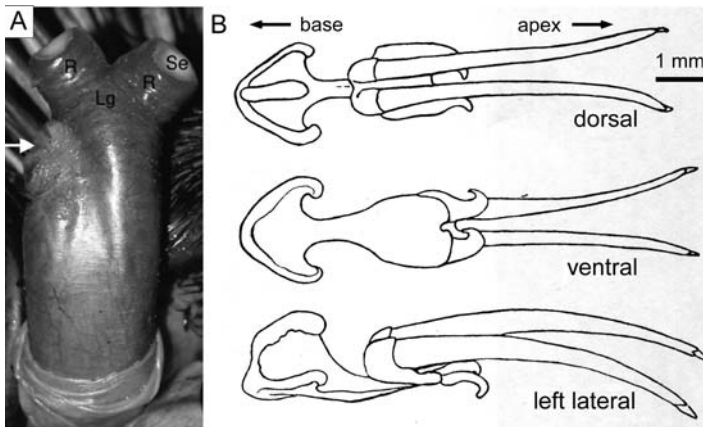 A
R
R
Se
Lg
B
base
apex
1 mm
dorsal
ventral
left lateral